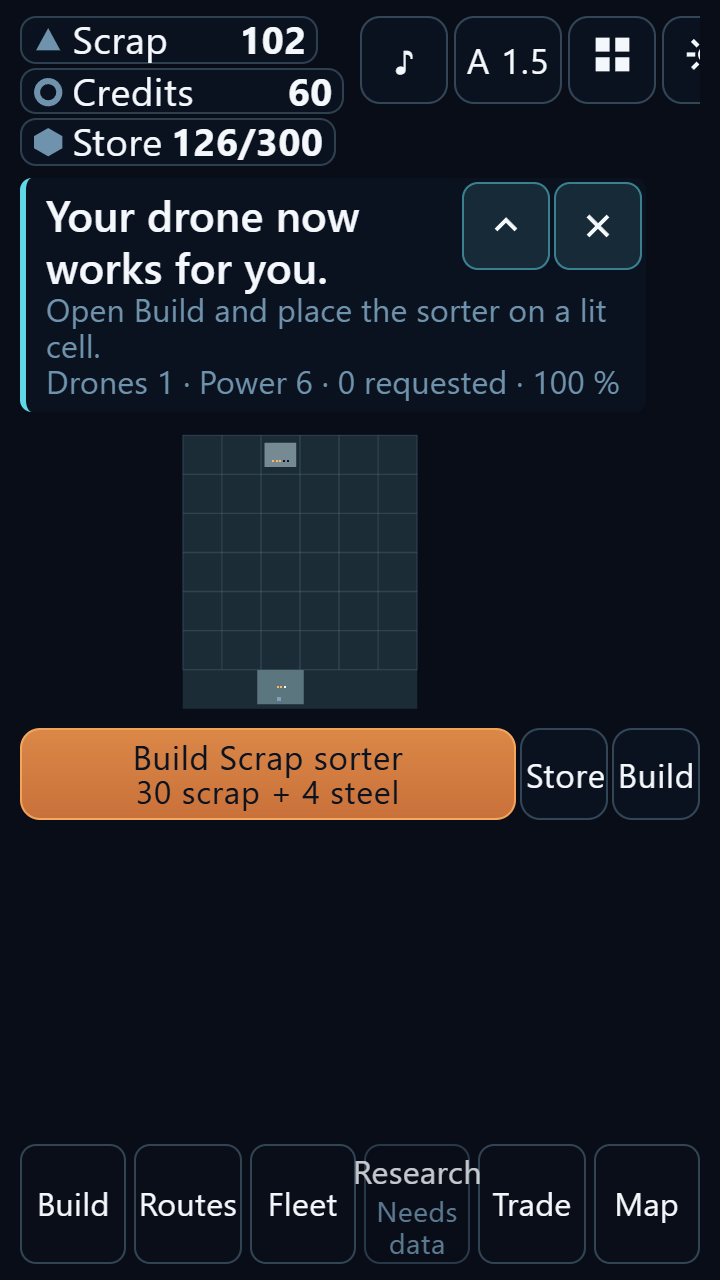 Scrap 102
Credits 60
Store 126/300
♪
A 1.5
Your drone now
works for you.
Open Build and place the sorter on a lit
cell.
Drones 1 · Power 6 · 0 requested · 100 %
Build Scrap sorter
30 scrap + 4 steel
Store
Build
Build
Routes
Fleet
Research
Needs
data
Trade
Map